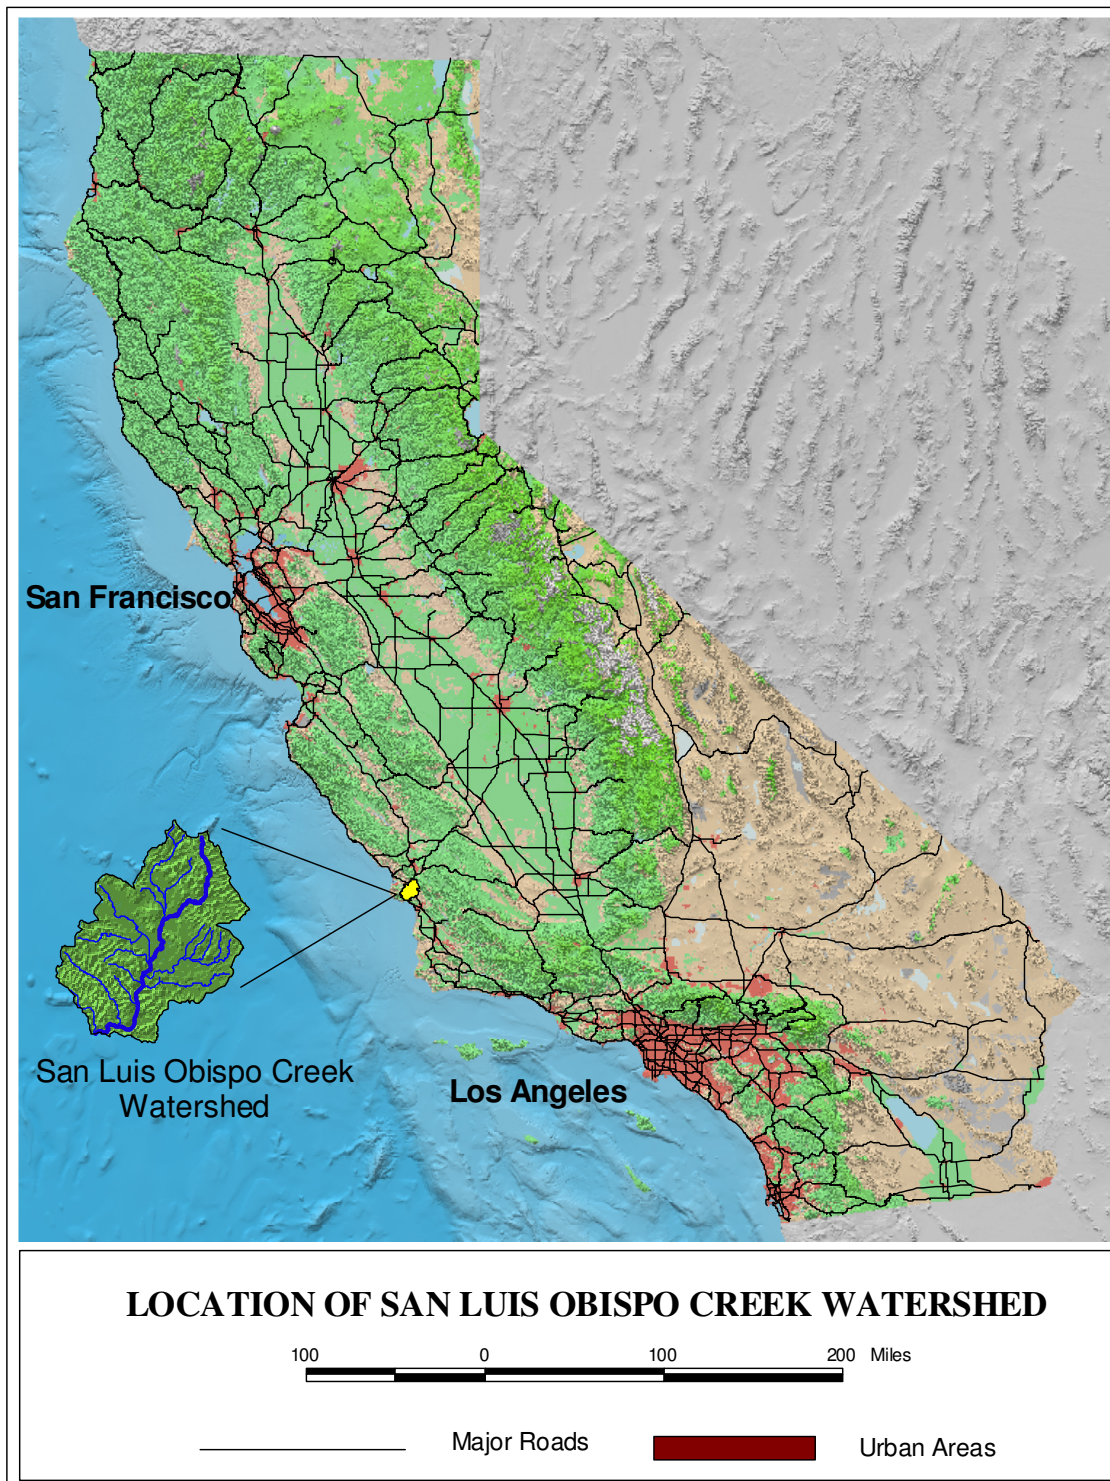 San Francisco
San Luis Obispo Creek
Watershed
Los Angeles
LOCATION OF SAN LUIS OBISPO CREEK WATERSHED
100 0 100 200 Miles
Major Roads Urban Areas